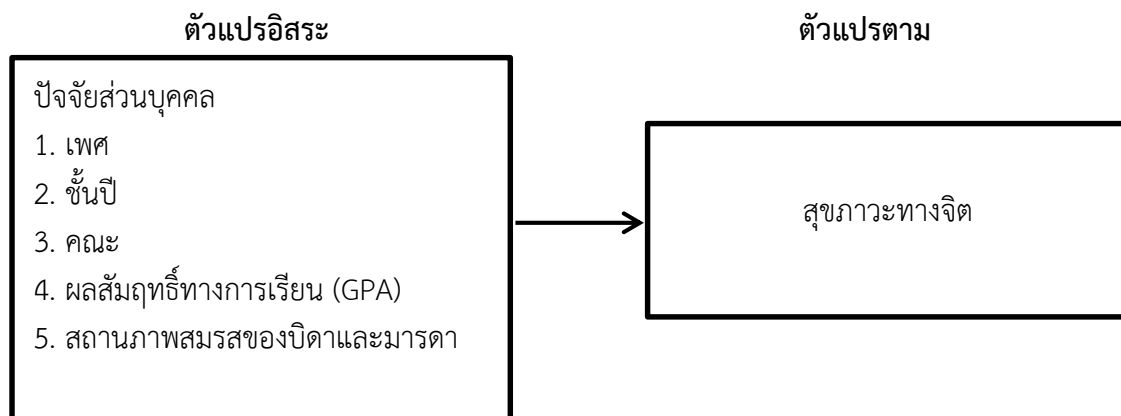 ตัวแปรอิสระ
ตัวแปรตาม
ปัจจัยส่วนบุคคล
1. เพศ
2. ชั้นปี
3. คณะ
4. ผลสัมฤทธิ์ทางการเรียน (GPA)
5. สถานภาพสมรสของบิดาและมารดา
สุขภาวะทางจิต